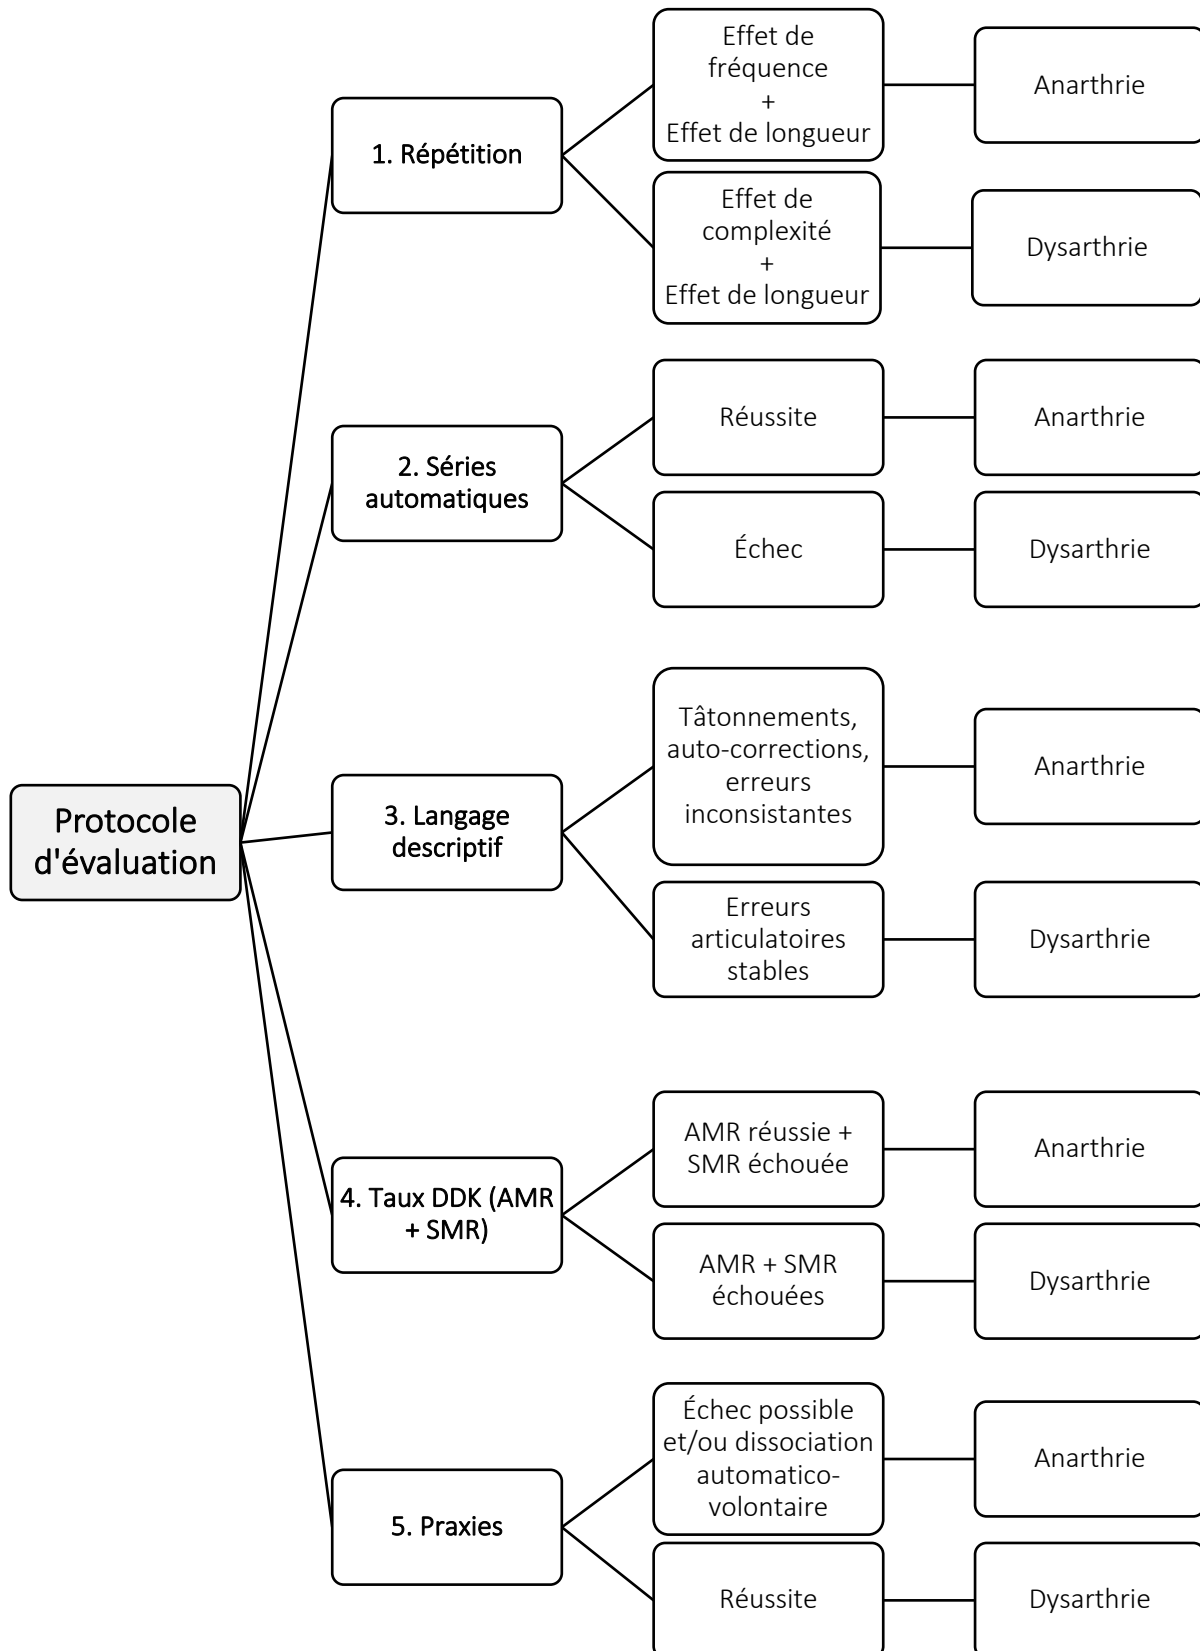 Protocole
d'évaluation
1. Répétition
Effet de
fréquence
+
Effet de longueur
Anarthrie
Effet de
complexité
+
Effet de longueur
Dysarthrie
2. Séries
automatiques
Réussite
Anarthrie
Échec
Dysarthrie
3. Langage
descriptif
Tâtonnements,
auto-corrections,
erreurs
inconsistantes
Anarthrie
Erreurs
articulatoires
stables
Dysarthrie
4. Taux DDK (AMR
+ SMR)
AMR réussie +
SMR échouée
Anarthrie
AMR + SMR
échouées
Dysarthrie
5. Praxies
Échec possible
et/ou dissociation
automatico-
volontaire
Anarthrie
Réussite
Dysarthrie